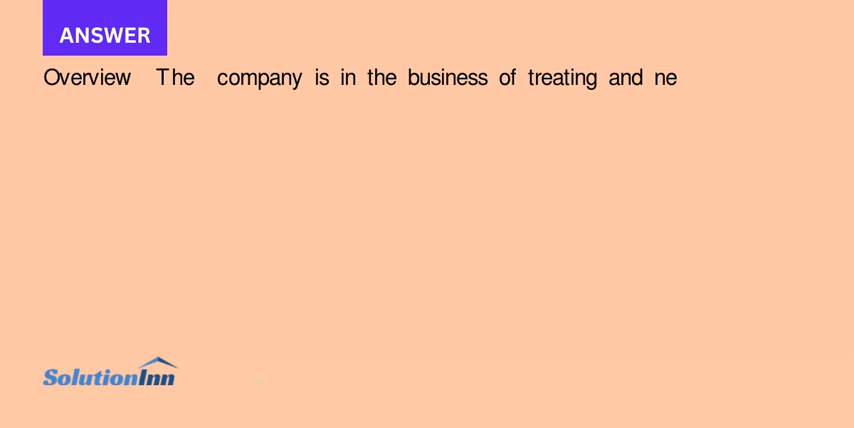 ANSWER
Overview The company is in the business of treating and ne
SolutionInn